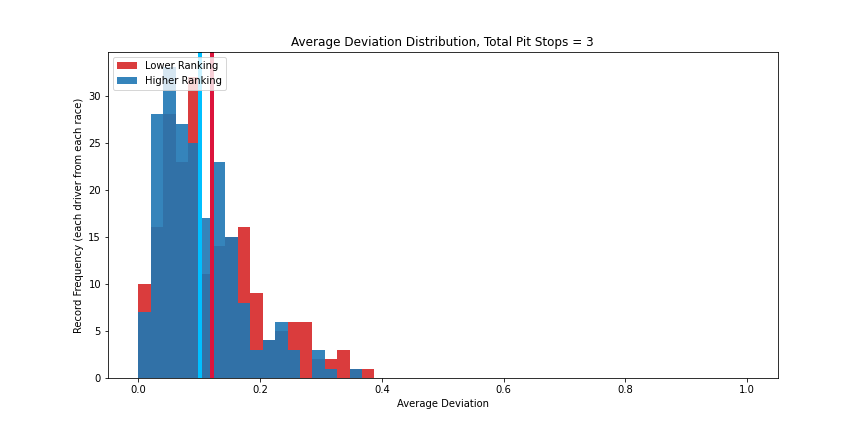 Average Deviation Distribution, Total Pit Stops = 3
Lower Ranking
Higher Ranking
Record Frequency (each driver from each race)
30
25
20
15
10
5
0
0.0 0.2 0.4 0.6 0.8 1.0
Average Deviation